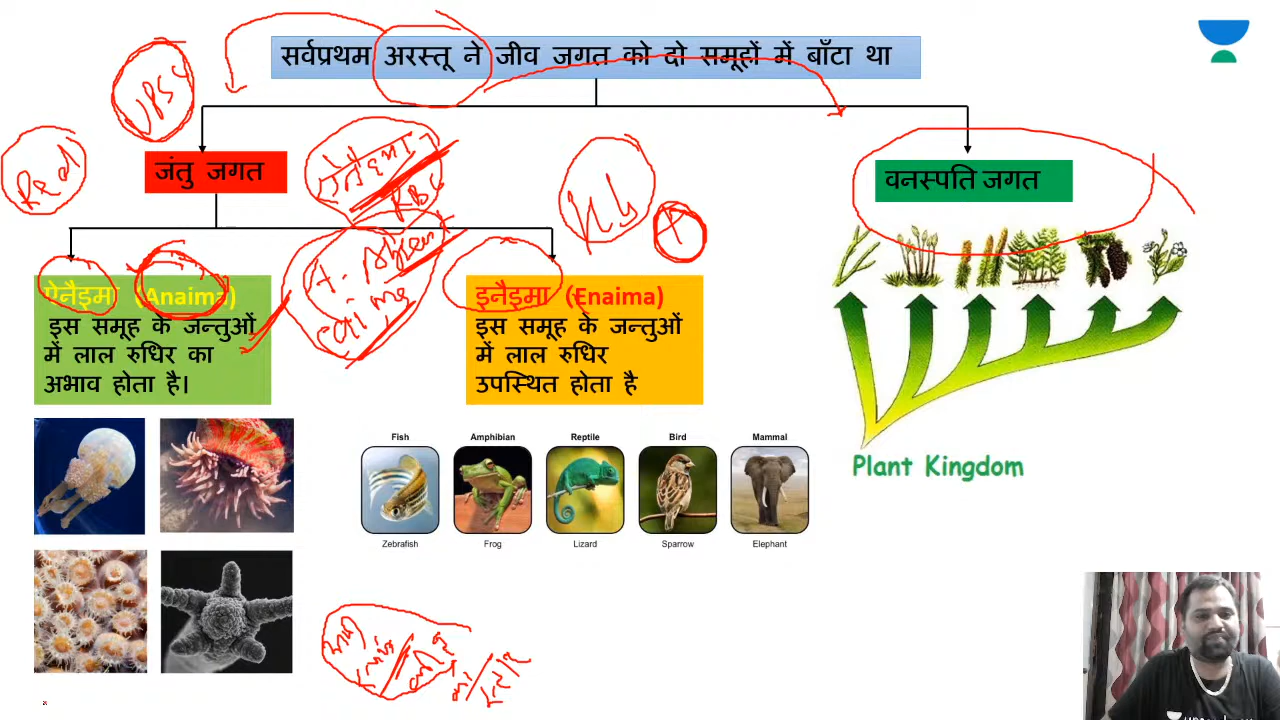 सर्वप्रथम अरस्तू ने जीव जगत को दो समूहों में बाँटा था
UPSC
Red
जंतु जगत
RBC
वनस्पति जगत
ऐनैइमा (Anaima)
इस समूह के जन्तुओं
में लाल रुधिर का
अभाव होता है।
इनैइमा (Enaima)
इस समूह के जन्तुओं
में लाल रुधिर
उपस्थित होता है
Fish
Amphibian
Reptile
Bird
Mammal
Zebrafish
Frog
Lizard
Sparrow
Elephant
Plant Kingdom